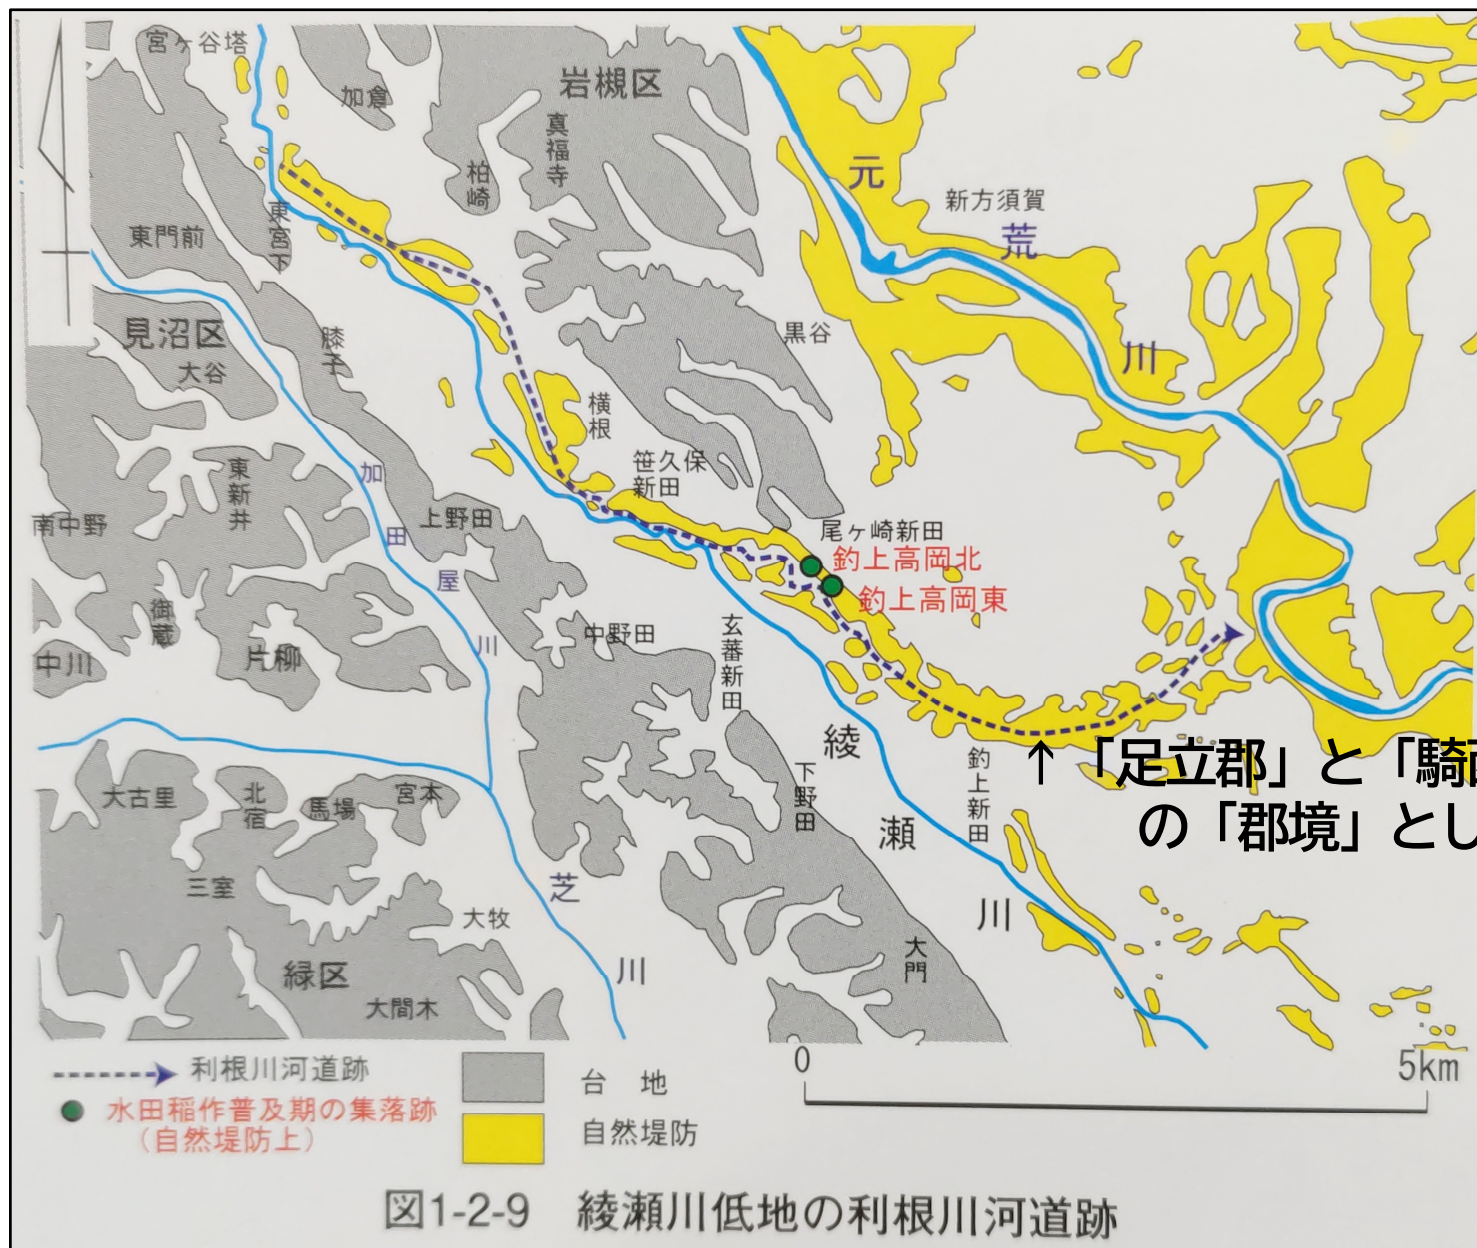 宮ヶ谷塔
加倉
岩槻区
真福寺
柏崎
元
荒
川
新方須賀
東宮下
東門前
見沼区
大谷
膝子
黒谷
横根
笹久保
新田
東新井
南中野
加
田
屋
川
上野田
尾ヶ崎新田
釣上高岡北
釣上高岡東
御蔵
中川
片柳
中野田
玄蕃新田
綾
瀬
川
釣上新田
下野田
↑「足立郡」と「騎西
の「郡境」とし
大古里
北宿
馬場
宮本
三室
芝
川
大牧
大門
緑区
大間木
利根川河道跡
水田稲作普及期の集落跡
(自然堤防上)
台 地
自然堤防
0
5km
図1-2-9 綾瀬川低地の利根川河道跡